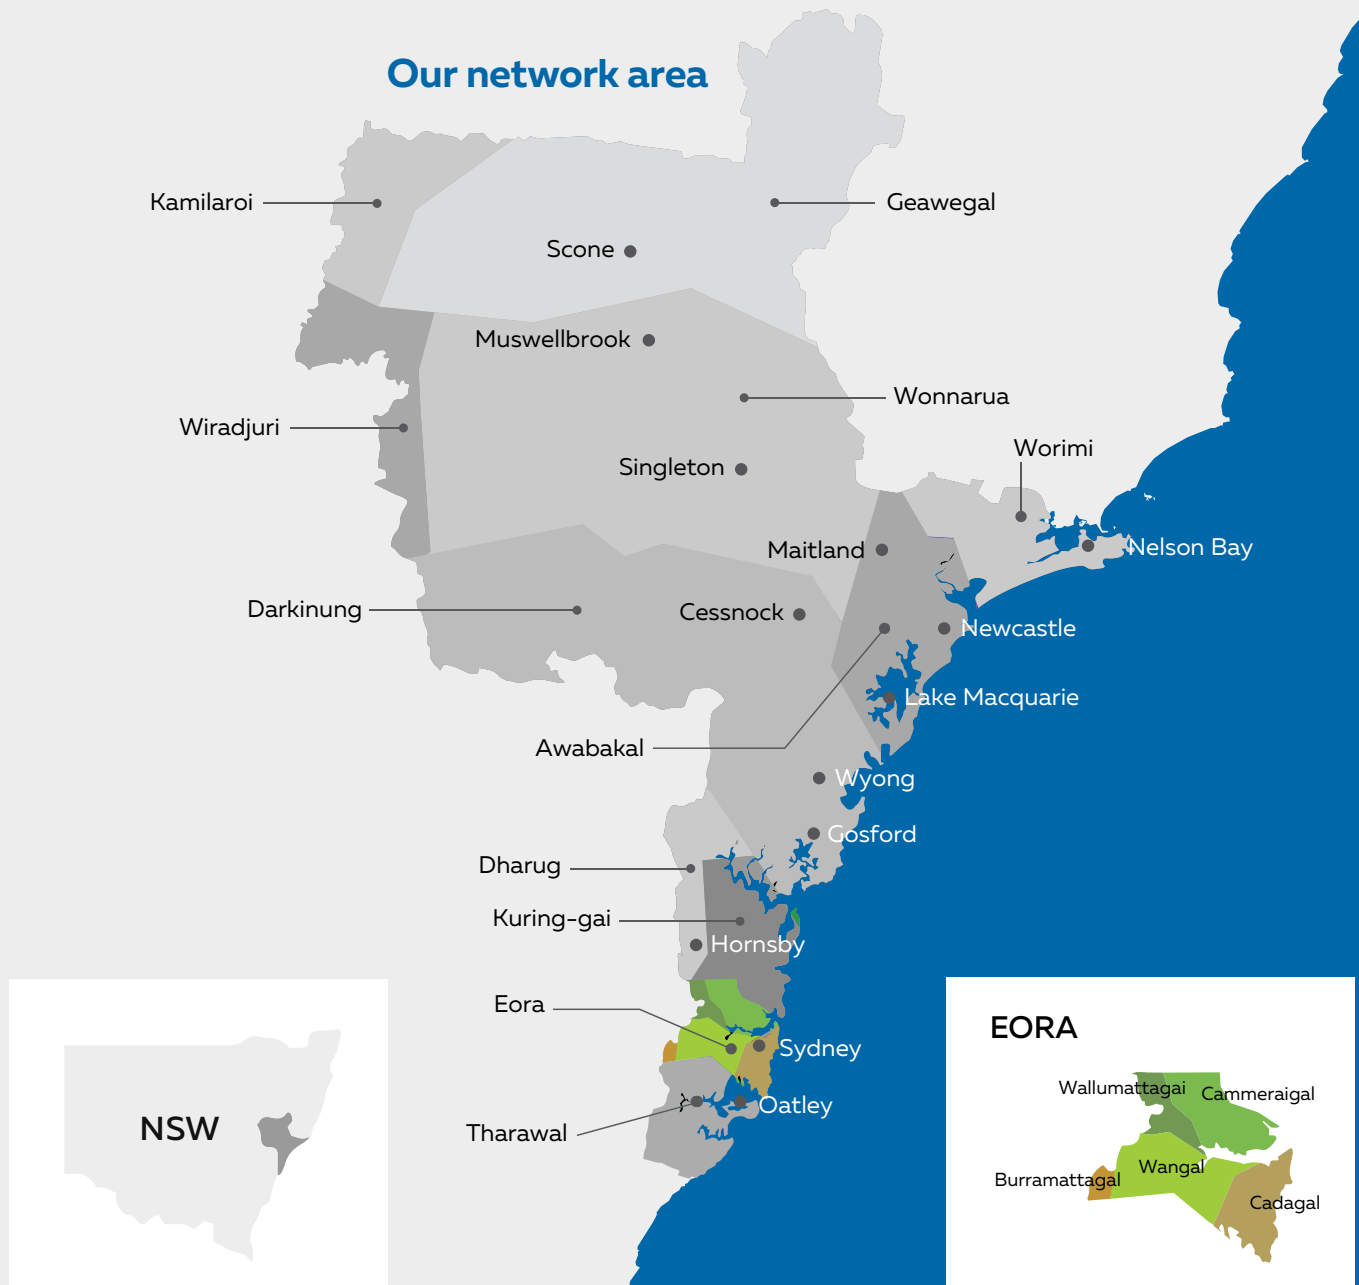 Our network area
Kamilaroi
Geawegal
Scone
Muswellbrook
Wonnarua
Wiradjuri
Worimi
Singleton
Maitland
Nelson Bay
Darkinung
Cessnock
Newcastle
Lake Macquarie
Awabakal
Wyong
Gosford
Dharug
Kuring-gai
Hornsby
Eora
Sydney
Oatley
Tharawal
NSW
EORA
Wallumattagai
Cammeraigal
Wangal
Burramattagal
Cadagal